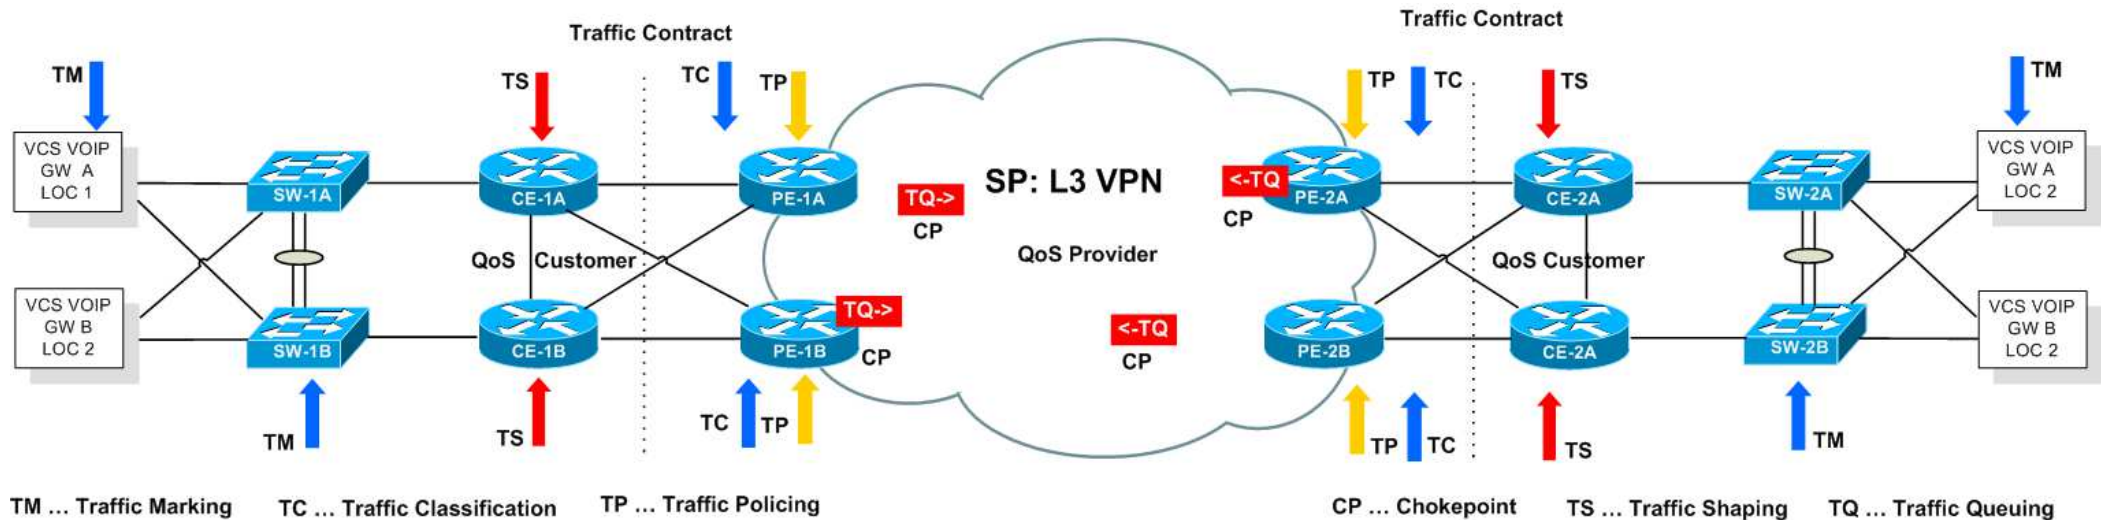 Traffic Contract
Traffic Contract
TM
TS
TC
TP
TP
TC
TS
TM
VCS VOIP
GW A
LOC 1
SW-1A
CE-1A
PE-1A
TQ->
CP
SP: L3 VPN
<-TQ
CP
PE-2A
CE-2A
SW-2A
VCS VOIP
GW A
LOC 2
QoS Customer
QoS Provider
QoS Customer
VCS VOIP
GW B
LOC 2
SW-1B
CE-1B
PE-1B
TQ->
CP
<-TQ
CP
PE-2B
CE-2A
SW-2B
VCS VOIP
GW B
LOC 2
TM
TS
TC
TP
TP
TC
TS
TM
TM ... Traffic Marking
TC ... Traffic Classification
TP ... Traffic Policing
CP ... Chokepoint
TS ... Traffic Shaping
TQ ... Traffic Queuing